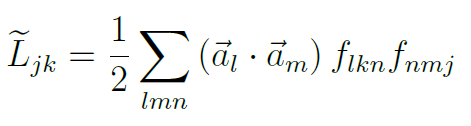 $\widetilde{L}_{jk} = \frac{1}{2} \sum_{lmn} (\vec{a}_l \cdot \vec{a}_m) f_{lkn} f_{nmj}$